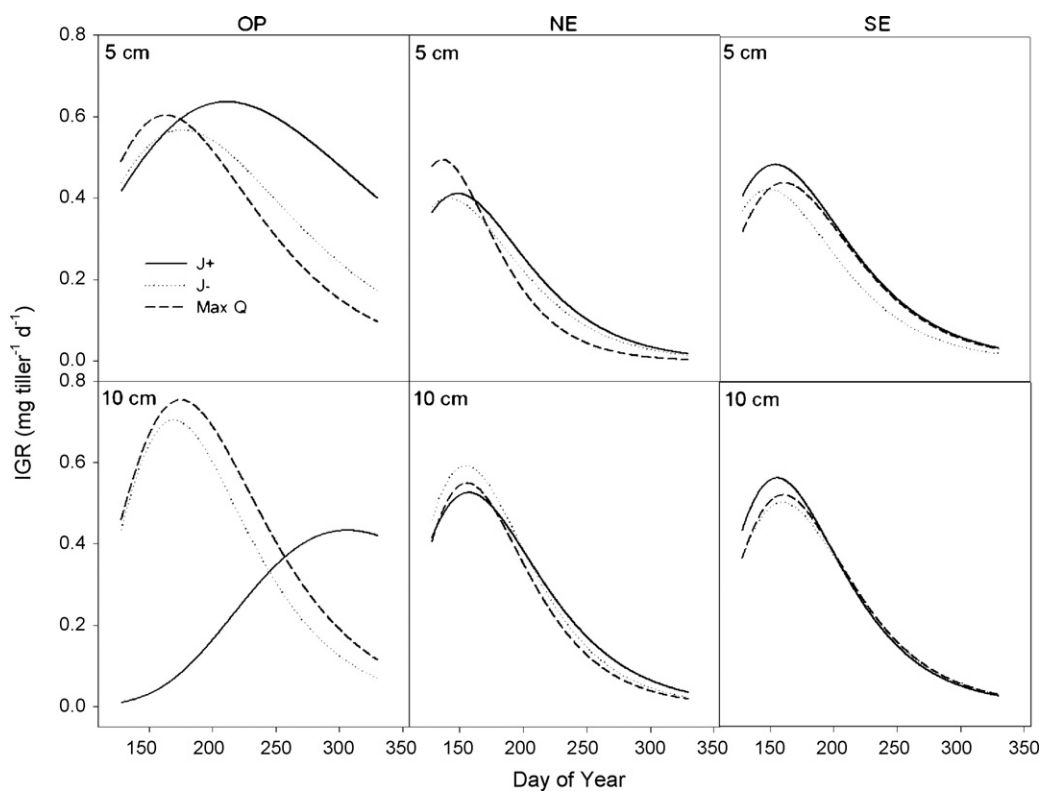 OP NE SE
0.8 5 cm 5 cm 5 cm
0.6
0.4
J+
J-
Max Q
0.2
0.0
0.8 10 cm 10 cm 10 cm
0.6
0.4
0.2
0.0
IGR (mg tiller-1 d-1)
150 200 250 300 350 150 200 250 300 350 150 200 250 300 350
Day of Year